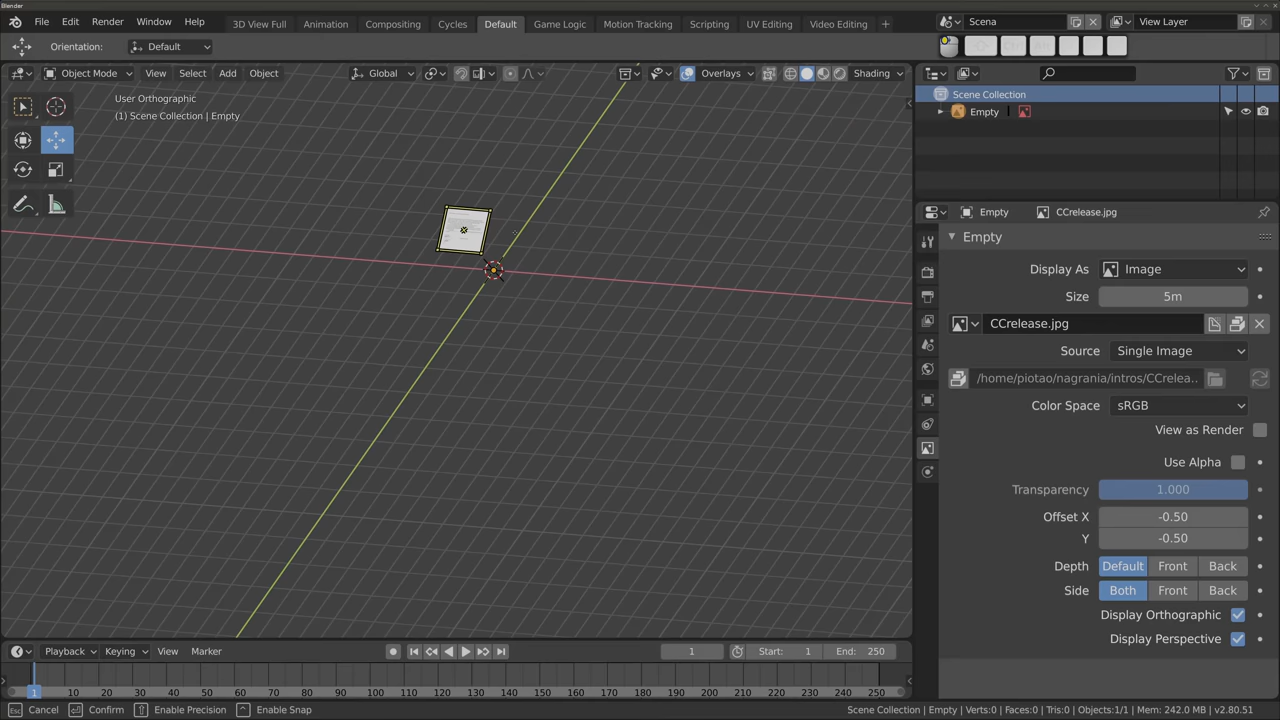 Blender
File Edit Render Window Help 3D View Full Animation Compositing Cycles Default Game Logic Motion Tracking Scripting UV Editing Video Editing + Scena View Layer
Orientation: Default
Object Mode View Select Add Object Global Overlays Shading
User Orthographic
(1) Scene Collection | Empty
Scene Collection
Empty
Empty CCrelease.jpg
Empty
Display As Image
Size 5m
CCrelease.jpg
Source Single Image
/home/piotao/nagrania/intros/CCrelea..
Color Space sRGB
View as Render
Use Alpha
Transparency 1.000
Offset X -0.50
Y -0.50
Depth Default Front Back
Side Both Front Back
Display Orthographic
Display Perspective
Playback Keying View Marker 1 Start: 1 End: 250
1 10 20 30 40 50 60 70 80 90 100 110 120 130 140 150 160 170 180 190 200 210 220 230 240 250
Esc Cancel Confirm Enable Precision Enable Snap Scene Collection | Empty | Verts:0 | Faces:0 | Tris:0 | Objects:1/1 | Mem: 242.0 MB | v2.80.51